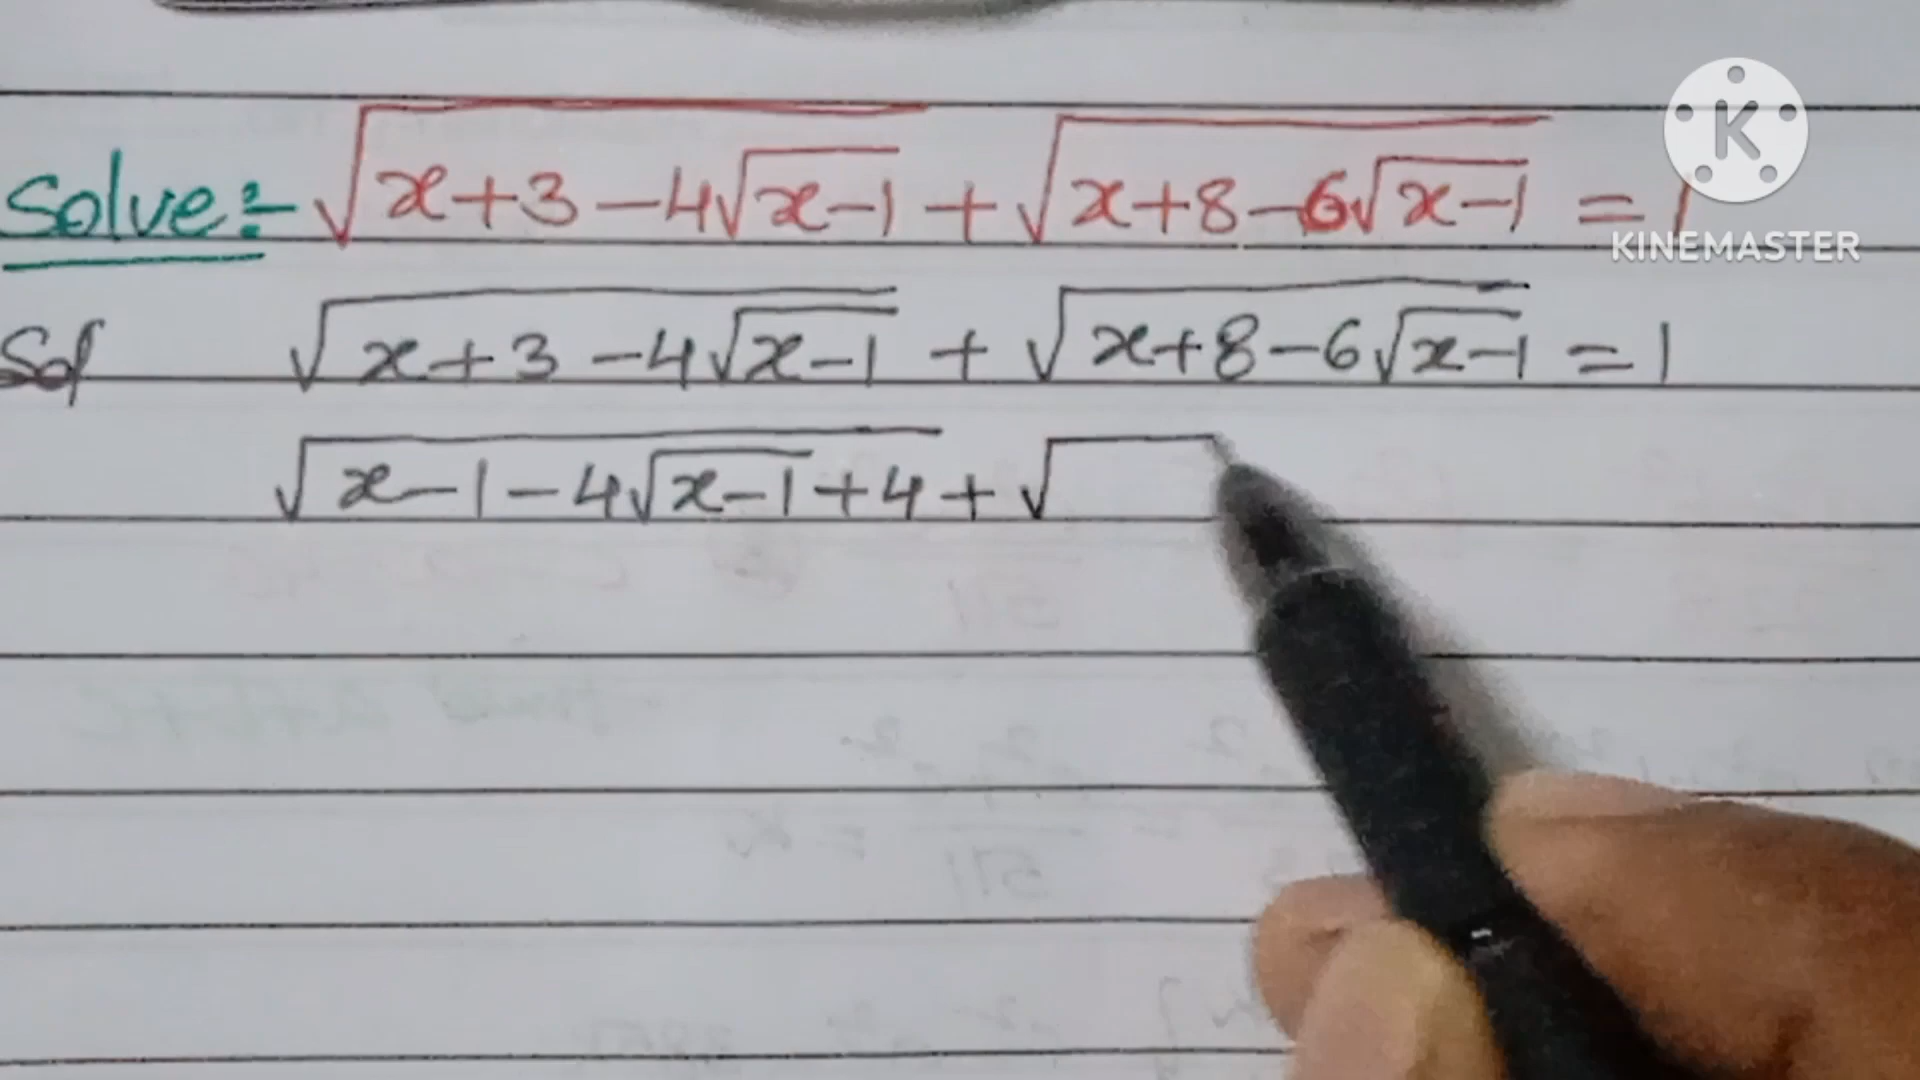 Solve:- √(x+3-4√(x-1)) + √(x+8-6√(x-1)) = 1
KINEMASTER
Sol √(x+3-4√(x-1)) + √(x+8-6√(x-1)) = 1
√(x-1-4√(x-1)+4) + √